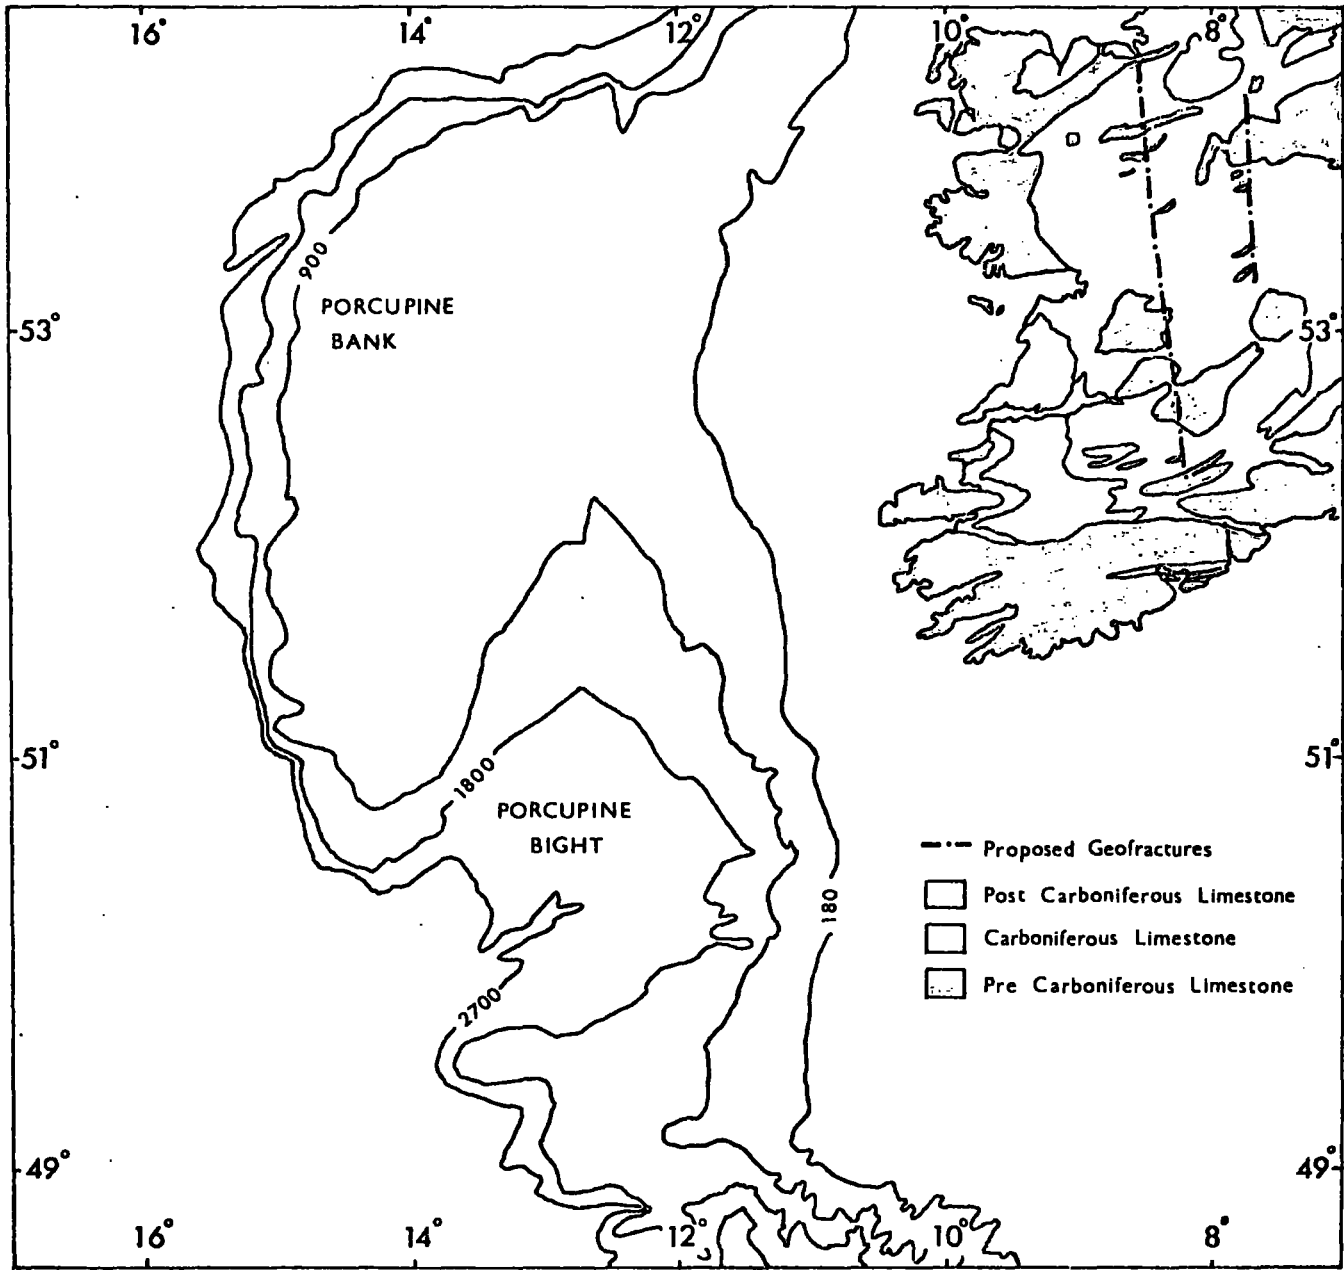 16° 14° 12° 10° 8°
900
PORCUPINE
BANK
53° 53°
51° 51°
1800
PORCUPINE
BIGHT
Proposed Geofractures
180
Post Carboniferous Limestone
Carboniferous Limestone
Pre Carboniferous Limestone
2700
49° 49°
16° 14° 12° 10° 8°